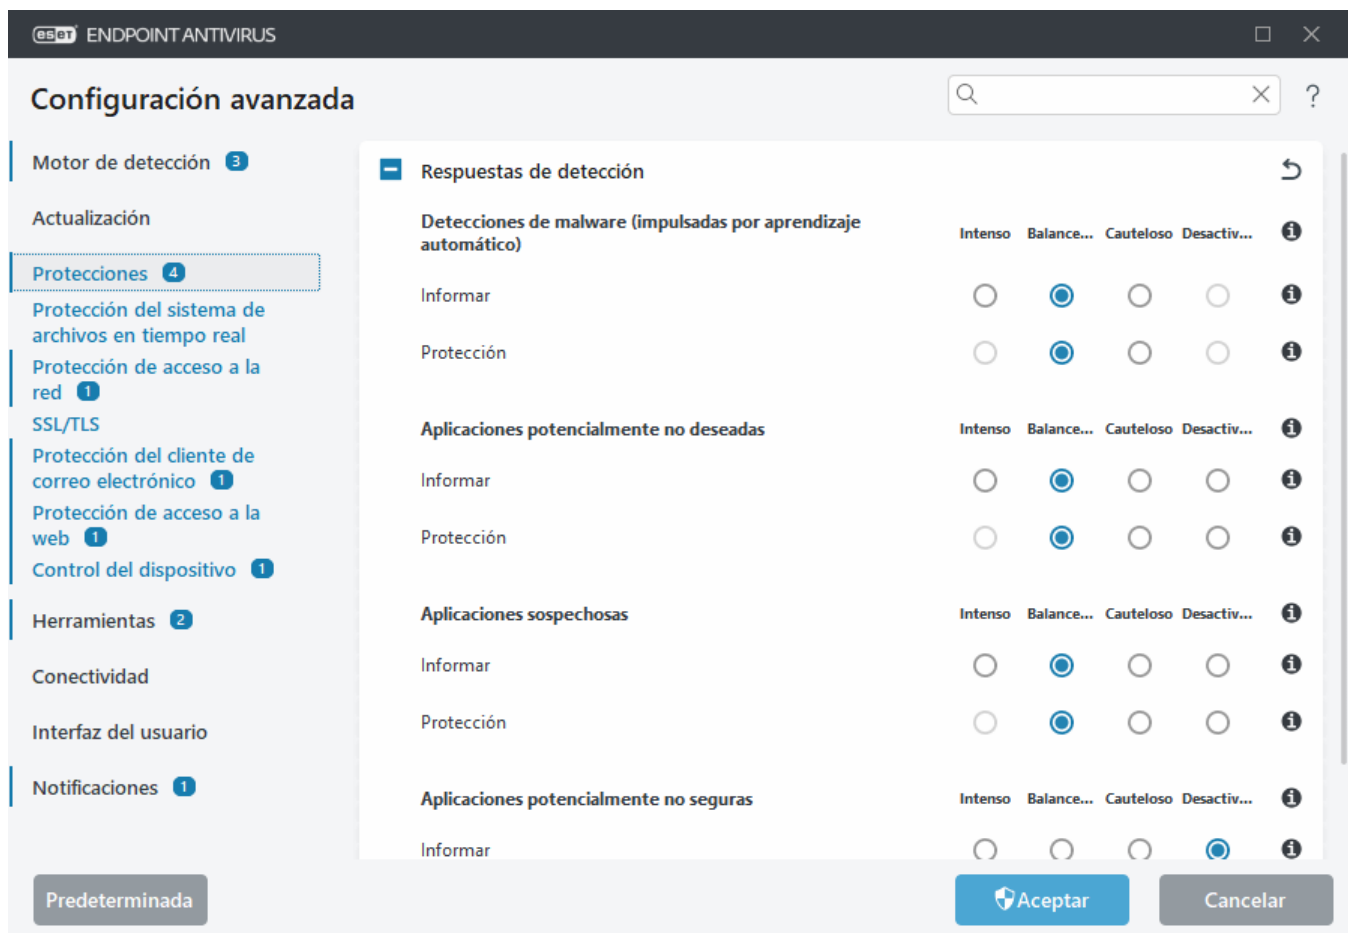 eset ENDPOINT ANTIVIRUS
Configuración avanzada
?
Motor de detección 3
Actualización
Protecciones 4
Protección del sistema de
archivos en tiempo real
Protección de acceso a la
red 1
SSL/TLS
Protección del cliente de
correo electrónico 1
Protección de acceso a la
web 1
Control del dispositivo 1
Herramientas 2
Conectividad
Interfaz del usuario
Notificaciones 1
Respuestas de detección
Detecciones de malware (impulsadas por aprendizaje
automático)
Intenso Balance... Cauteloso Desactiv...
Informar
Protección
Aplicaciones potencialmente no deseadas Intenso Balance... Cauteloso Desactiv...
Informar
Protección
Aplicaciones sospechosas Intenso Balance... Cauteloso Desactiv...
Informar
Protección
Aplicaciones potencialmente no seguras Intenso Balance... Cauteloso Desactiv...
Informar
Predeterminada Aceptar Cancelar